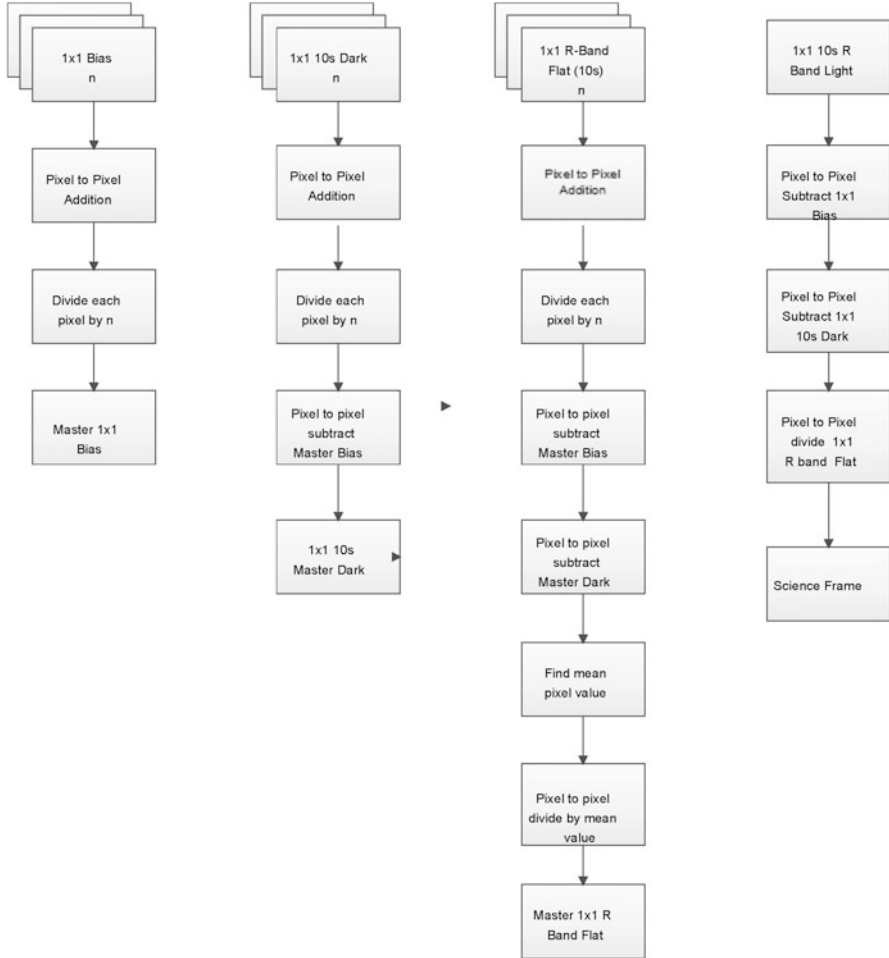 1x1 Bias
n
Pixel to Pixel
Addition
Divide each
pixel by n
Master 1x1
Bias
1x1 10s Dark
n
Pixel to Pixel
Addition
Divide each
pixel by n
Pixel to pixel
subtract
Master Bias
1x1 10s
Master Dark
1x1 R-Band
Flat (10s)
n
Pixel to Pixel
Addition
Divide each
pixel by n
Pixel to pixel
subtract
Master Bias
Pixel to pixel
subtract
Master Dark
Find mean
pixel value
Pixel to pixel
divide by mean
value
Master 1x1 R
Band Flat
1x1 10s R
Band Light
Pixel to Pixel
Subtract 1x1
Bias
Pixel to Pixel
Subtract 1x1
10s Dark
Pixel to Pixel
divide 1x1
R band Flat
Science Frame